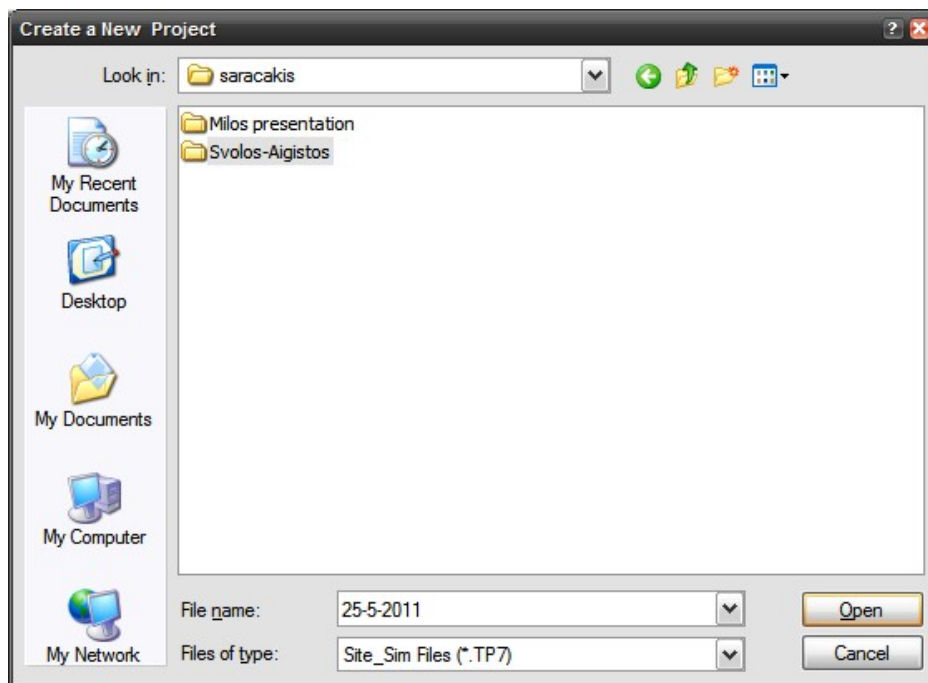 Create a New Project
Look in:
saracakis
My Recent
Documents
Desktop
My Documents
My Computer
My Network
Milos presentation
Svolos-Aigistos
File name:
25-5-2011
Open
Files of type:
Site_Sim Files (*.TP7)
Cancel